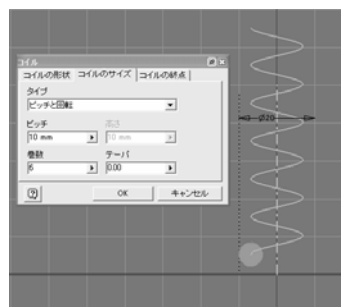 コイル
コイルの形状 コイルのサイズ コイルの終点
タイプ
ピッチと回転
ピッチ 高さ
10 mm 10 mm
巻数 テーパ
6 0.00
OK キャンセル
ø20